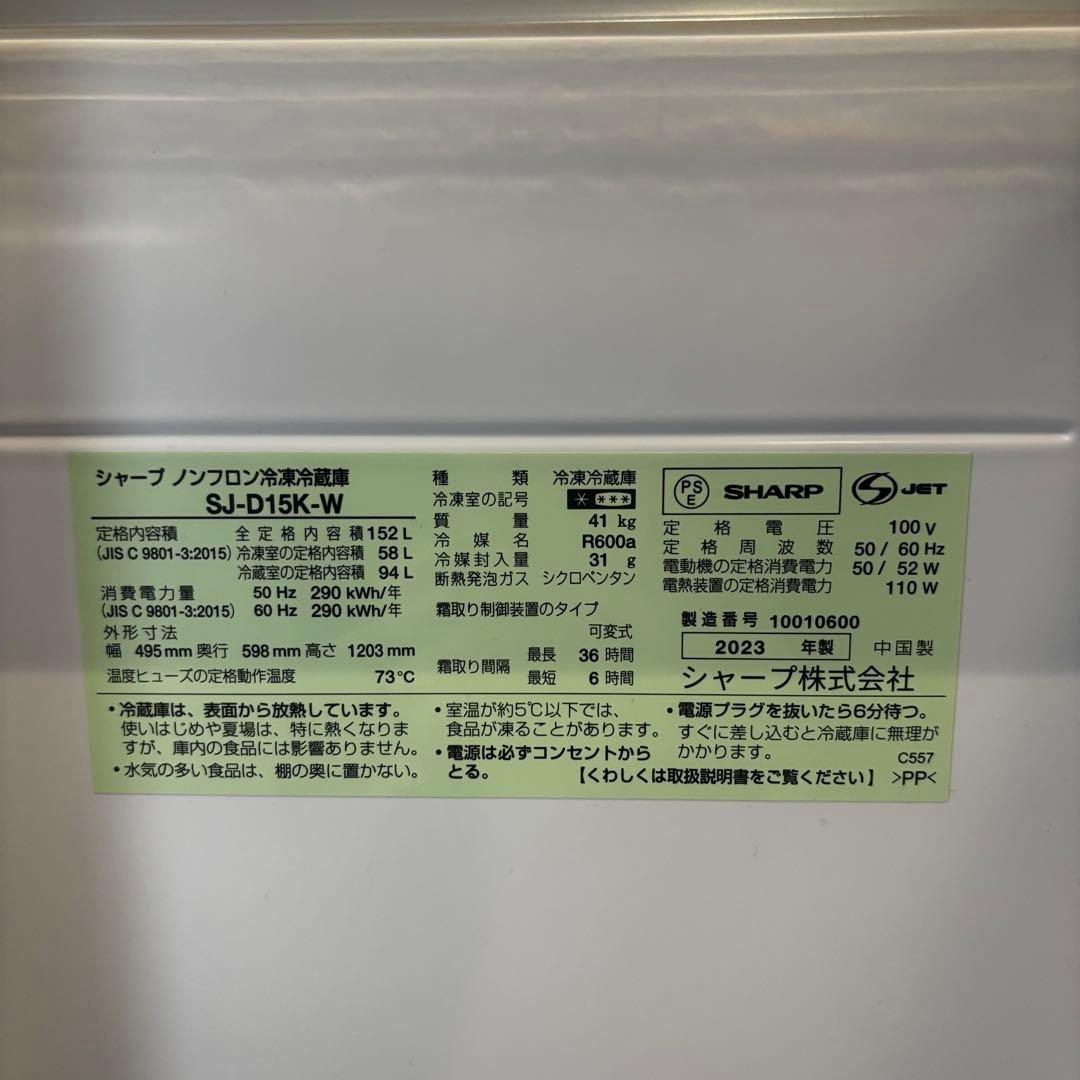 シャープ ノンフロン冷凍冷蔵庫
SJ-D15K-W
定格内容積 全定格内容積 152 L
(JIS C 9801-3:2015) 冷凍室の定格内容積 58 L
冷蔵室の定格内容積 94 L
消費電力量 50 Hz 290 kWh/年
(JIS C 9801-3:2015) 60 Hz 290 kWh/年
外形寸法
幅 495 mm 奥行 598 mm 高さ 1203 mm
温度ヒューズの定格動作温度 73℃
種類 冷凍冷蔵庫
冷凍室の記号 * ***
質量 41 kg
冷媒名 R600a
冷媒封入量 31 g
断熱発泡ガス シクロペンタン
霜取り制御装置のタイプ
可変式
霜取り間隔 最長 36 時間
最短 6 時間
PSE SHARP JET
定格電圧 100 V
定格周波数 50 / 60 Hz
電動機の定格消費電力 50 / 52 W
電熱装置の定格消費電力 110 W
製造番号 10010600
2023 年製 中国製
シャープ株式会社
・冷蔵庫は、表面から放熱しています。
使いはじめや夏場は、特に熱くなりま
すが、庫内の食品には影響ありません。
・水気の多い食品は、棚の奥に置かない。
・室温が約5℃以下では、
食品が凍ることがあります。
・電源は必ずコンセントから
とる。
・電源プラグを抜いたら6分待つ。
すぐに差し込むと冷蔵庫に無理が
かかります。
C557
【くわしくは取扱説明書をご覧ください】 >PP<